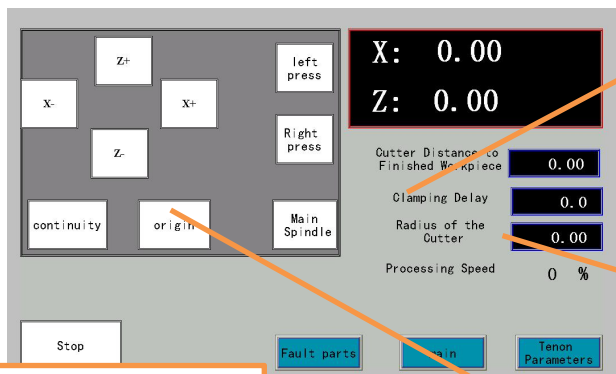 Z+
X-
X+
Z-
left
press
Right
press
continuity
origin
Main
Spindle
X: 0.00
Z: 0.00
Cutter Distance to
Finished Workpiece 0.00
Clamping Delay 0.0
Radius of the
Cutter 0.00
Processing Speed 0 %
Stop
Fault parts
Tenon
Parameters